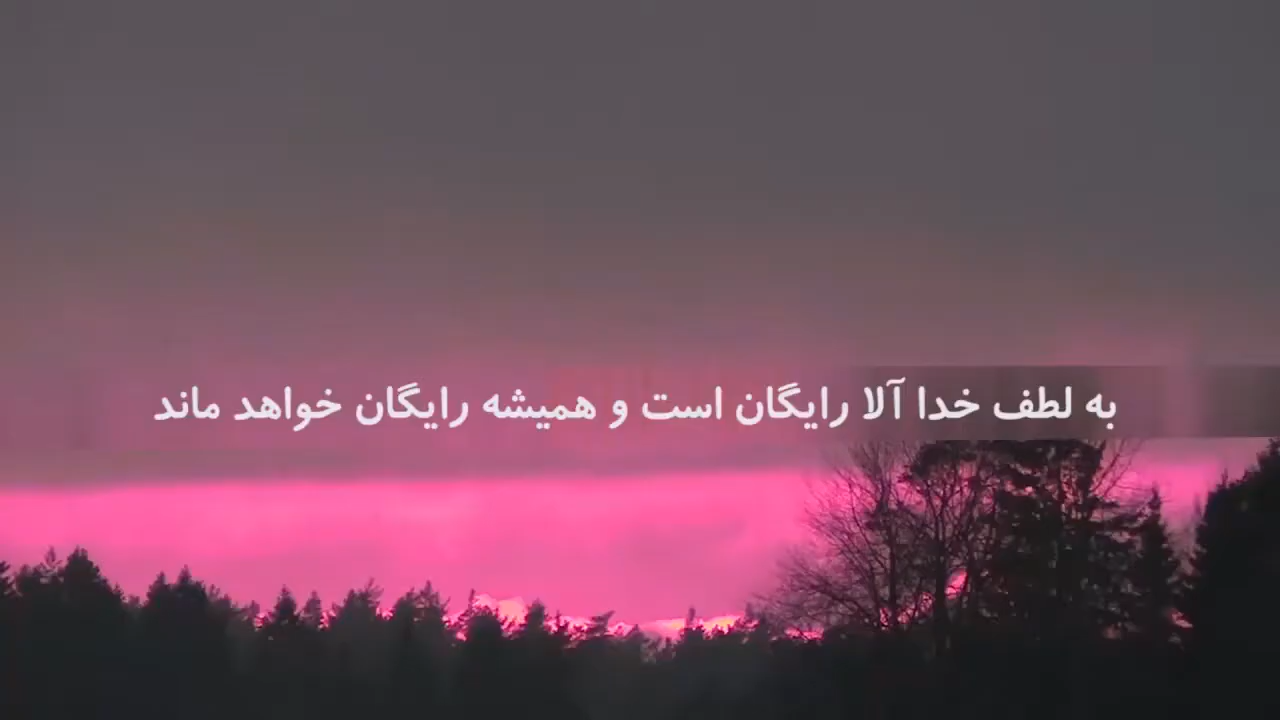 به لطف خدا آلا رایگان است و همیشه رایگان خواهد ماند